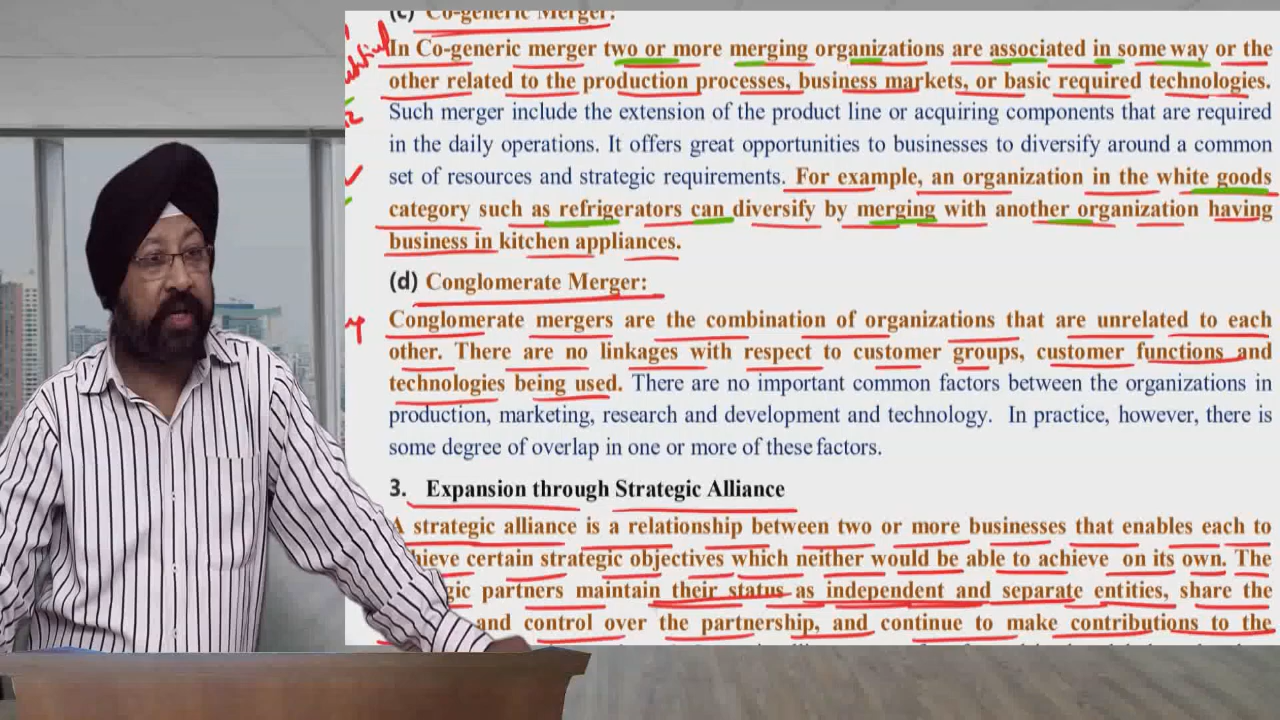 (c) Co-generic Merger:
In Co-generic merger two or more merging organizations are associated in some way or the
other related to the production processes, business markets, or basic required technologies.
Such merger include the extension of the product line or acquiring components that are required
in the daily operations. It offers great opportunities to businesses to diversify around a common
set of resources and strategic requirements. For example, an organization in the white goods
category such as refrigerators can diversify by merging with another organization having
business in kitchen appliances.
(d) Conglomerate Merger:
Conglomerate mergers are the combination of organizations that are unrelated to each
other. There are no linkages with respect to customer groups, customer functions and
technologies being used. There are no important common factors between the organizations in
production, marketing, research and development and technology. In practice, however, there is
some degree of overlap in one or more of these factors.
3. Expansion through Strategic Alliance
A strategic alliance is a relationship between two or more businesses that enables each to
certain strategic objectives which neither would be able to achieve on its own. The
partners maintain their status as independent and separate entities, share the
and control over the partnership, and continue to make contributions to the